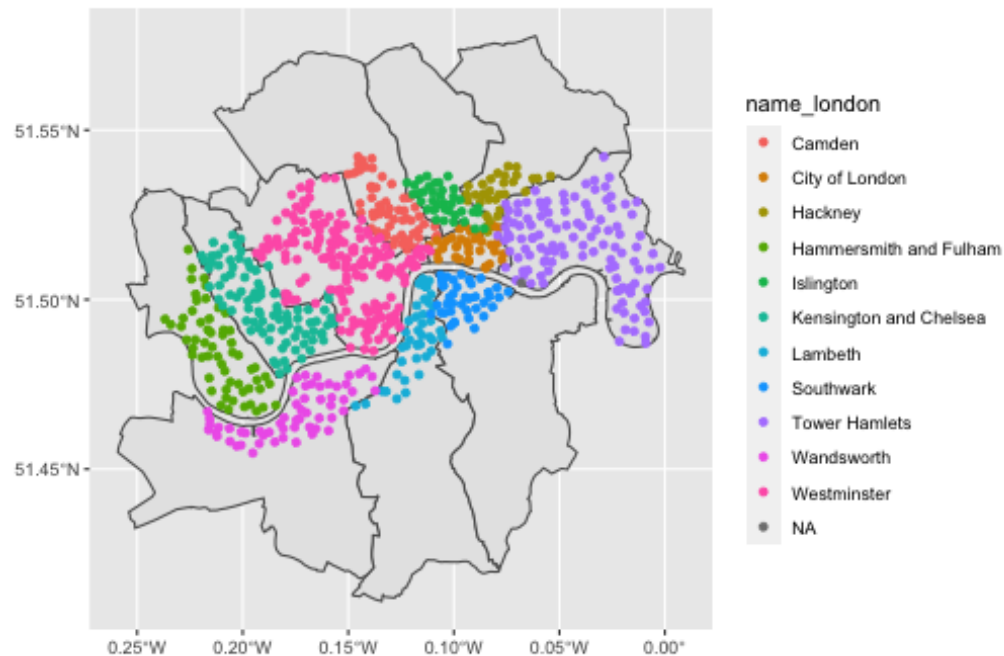 51.55°N
51.50°N
51.45°N
0.25°W
0.20°W
0.15°W
0.10°W
0.05°W
0.00°
name_london
Camden
City of London
Hackney
Hammersmith and Fulham
Islington
Kensington and Chelsea
Lambeth
Southwark
Tower Hamlets
Wandsworth
Westminster
NA